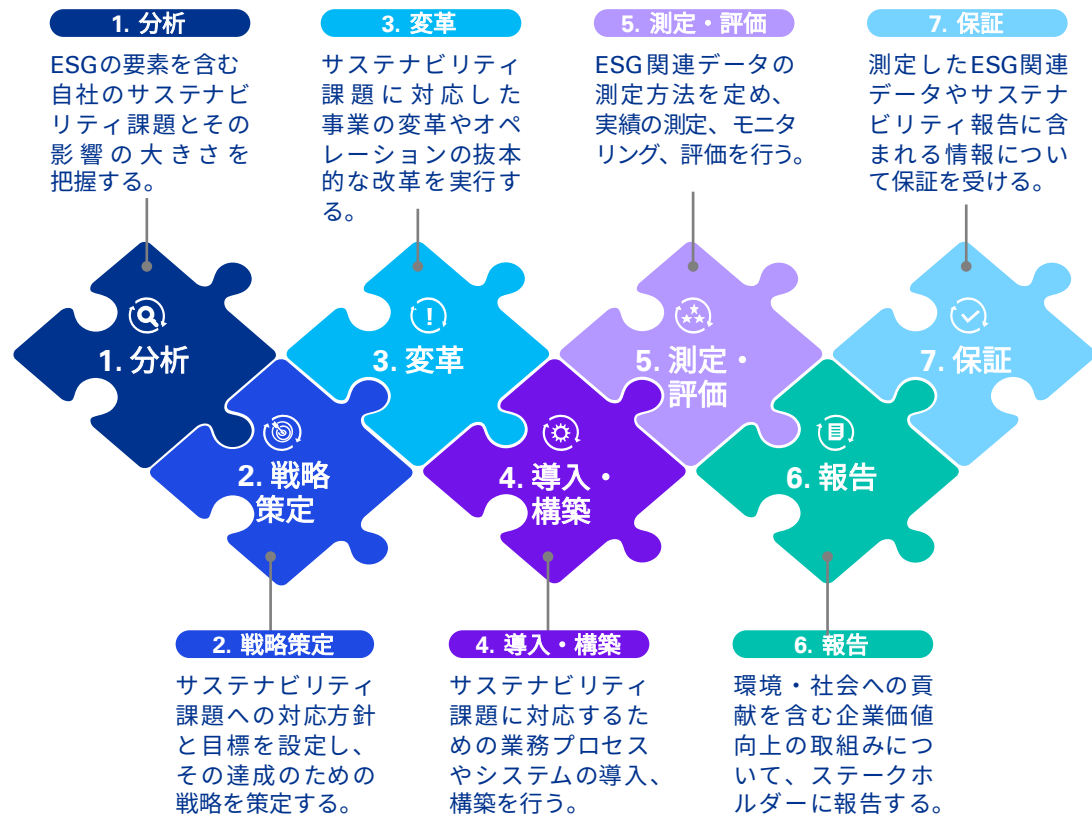 1. 分析
ESGの要素を含む
自社のサステナビ
リティ課題とその
影響の大きさを
把握する。
3. 変革
サステナビリティ
課題に対応した
事業の変革やオペ
レーションの抜本
的な改革を実行す
る。
5. 測定・評価
ESG関連データの
測定方法を定め、
実績の測定、モニタ
リング、評価を行う。
7. 保証
測定したESG関連
データやサステナ
ビリティ報告に含
まれる情報につい
て保証を受ける。
1. 分析
2. 戦略
策定
3. 変革
4. 導入・
構築
5. 測定・
評価
6. 報告
7. 保証
2. 戦略策定
サステナビリティ
課題への対応方針
と目標を設定し、
その達成のための
戦略を策定する。
4. 導入・構築
サステナビリティ
課題に対応するた
めの業務プロセス
やシステムの導入、
構築を行う。
6. 報告
環境・社会への貢
献を含む企業価値
向上の取組みにつ
いて、ステークホ
ルダーに報告する。